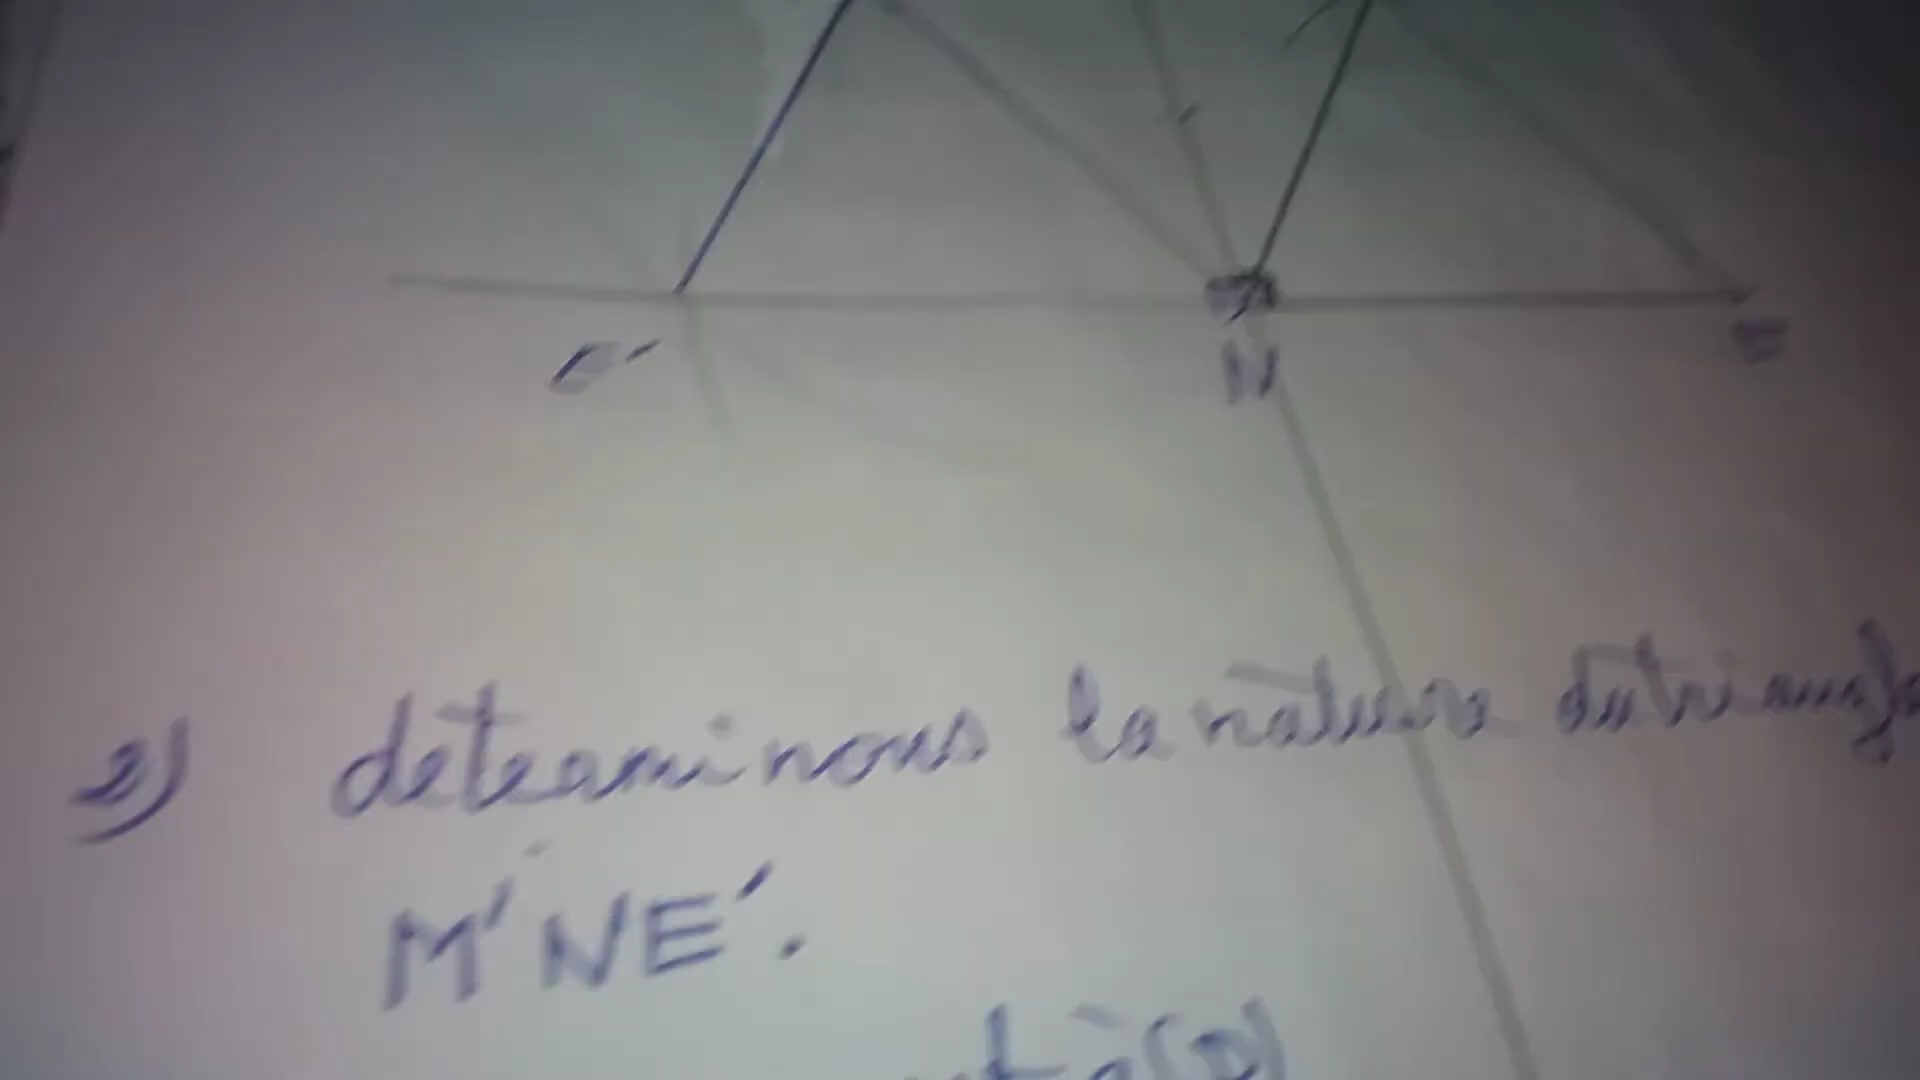 E'
N
E
2) determinons la nature du triangle
M'NE'.
à (D)